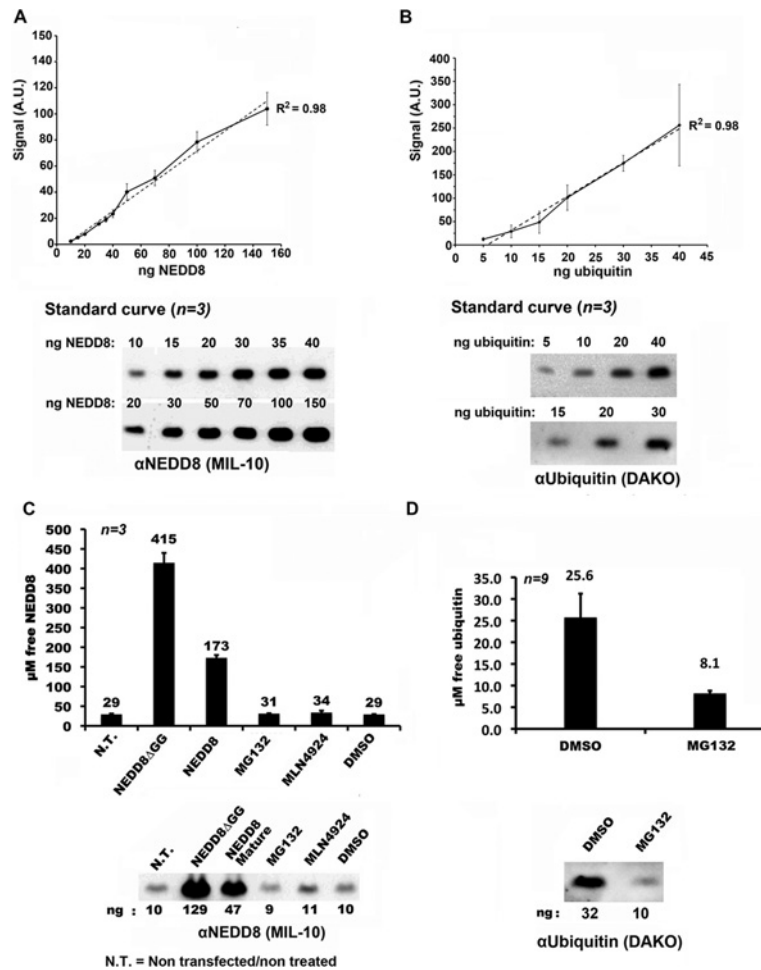 A
Signal (A.U.)
150
120
100
80
60
40
20
0
R² = 0.98
0 20 40 60 80 100 120 140 160
ng NEDD8
Standard curve (n=3)
ng NEDD8: 10 15 20 30 35 40
ng NEDD8: 20 30 50 70 100 150
αNEDD8 (MIL-10)
B
Signal (A.U.)
400
350
300
250
200
150
100
50
0
R² = 0.98
0 5 10 15 20 25 30 35 40 45
ng ubiquitin
Standard curve (n=3)
ng ubiquitin: 5 10 20 40
ng ubiquitin: 15 20 30
αUbiquitin (DAKO)
C
n=3
µM free NEDD8
500
450
400
350
300
250
200
150
100
50
0
29 415 173 31 34 29
N.T. NEDD8ΔGG NEDD8 MG132 MLN4924 DMSO
N.T. NEDD8ΔGG NEDD8 Mature MG132 MLN4924 DMSO
ng : 10 129 47 9 11 10
αNEDD8 (MIL-10)
N.T. = Non transfected/non treated
D
n=9
µM free ubiquitin
35.0
30.0
25.0
20.0
15.0
10.0
5.0
0.0
25.6 8.1
DMSO MG132
DMSO MG132
ng : 32 10
αUbiquitin (DAKO)